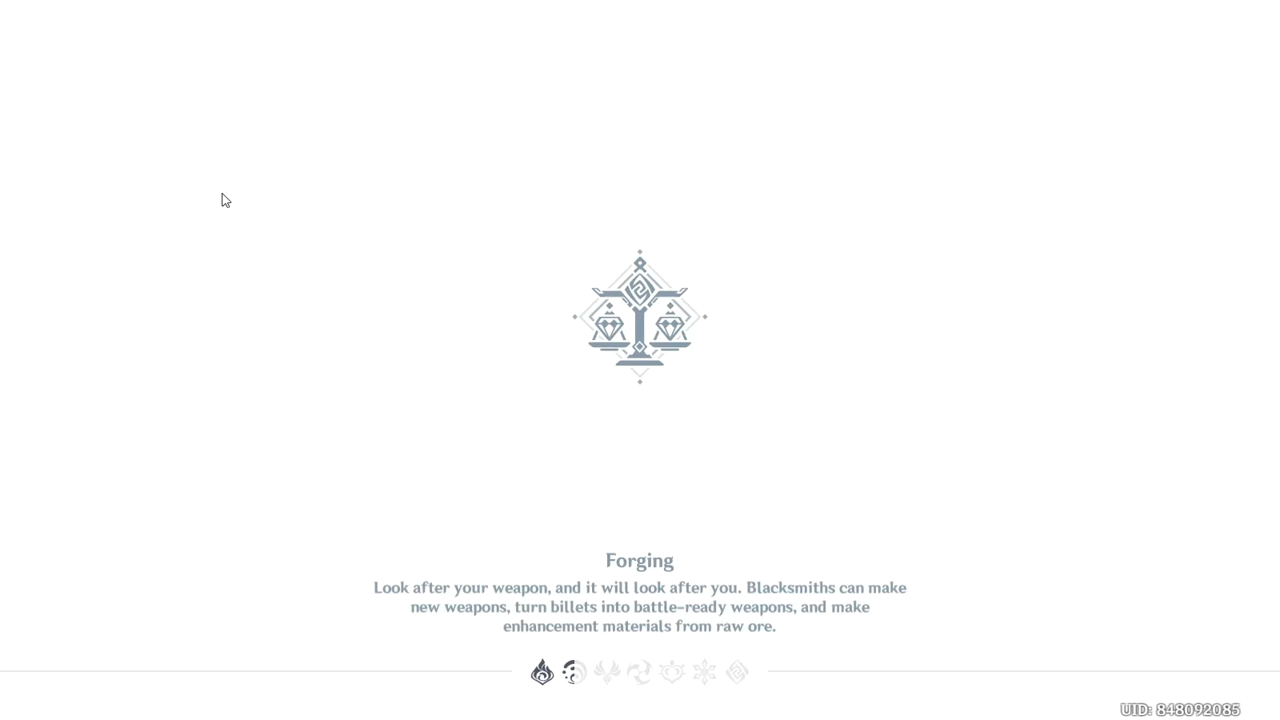 Forging
Look after your weapon, and it will look after you. Blacksmiths can make
new weapons, turn billets into battle-ready weapons, and make
enhancement materials from raw ore.
UID: 848092085